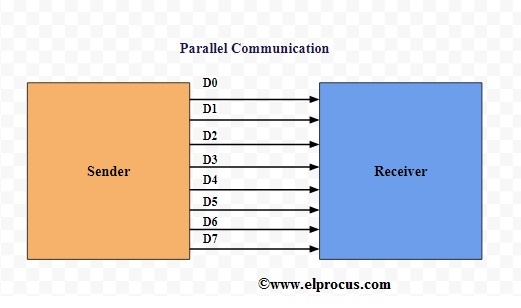 Parallel Communication
D0
D1
D2
Sender
D3
Receiver
D4
D5
D6
D7
©www.elprocus.com